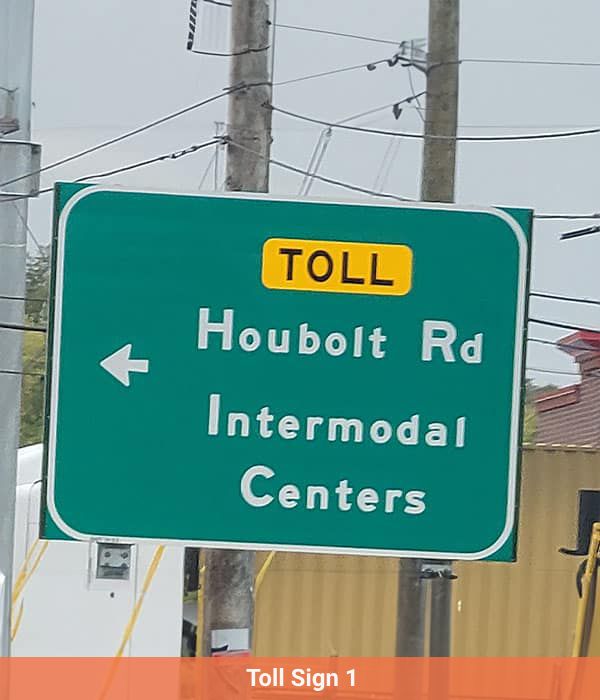 TOLL
Houbolt Rd
Intermodal
Centers
Toll Sign 1